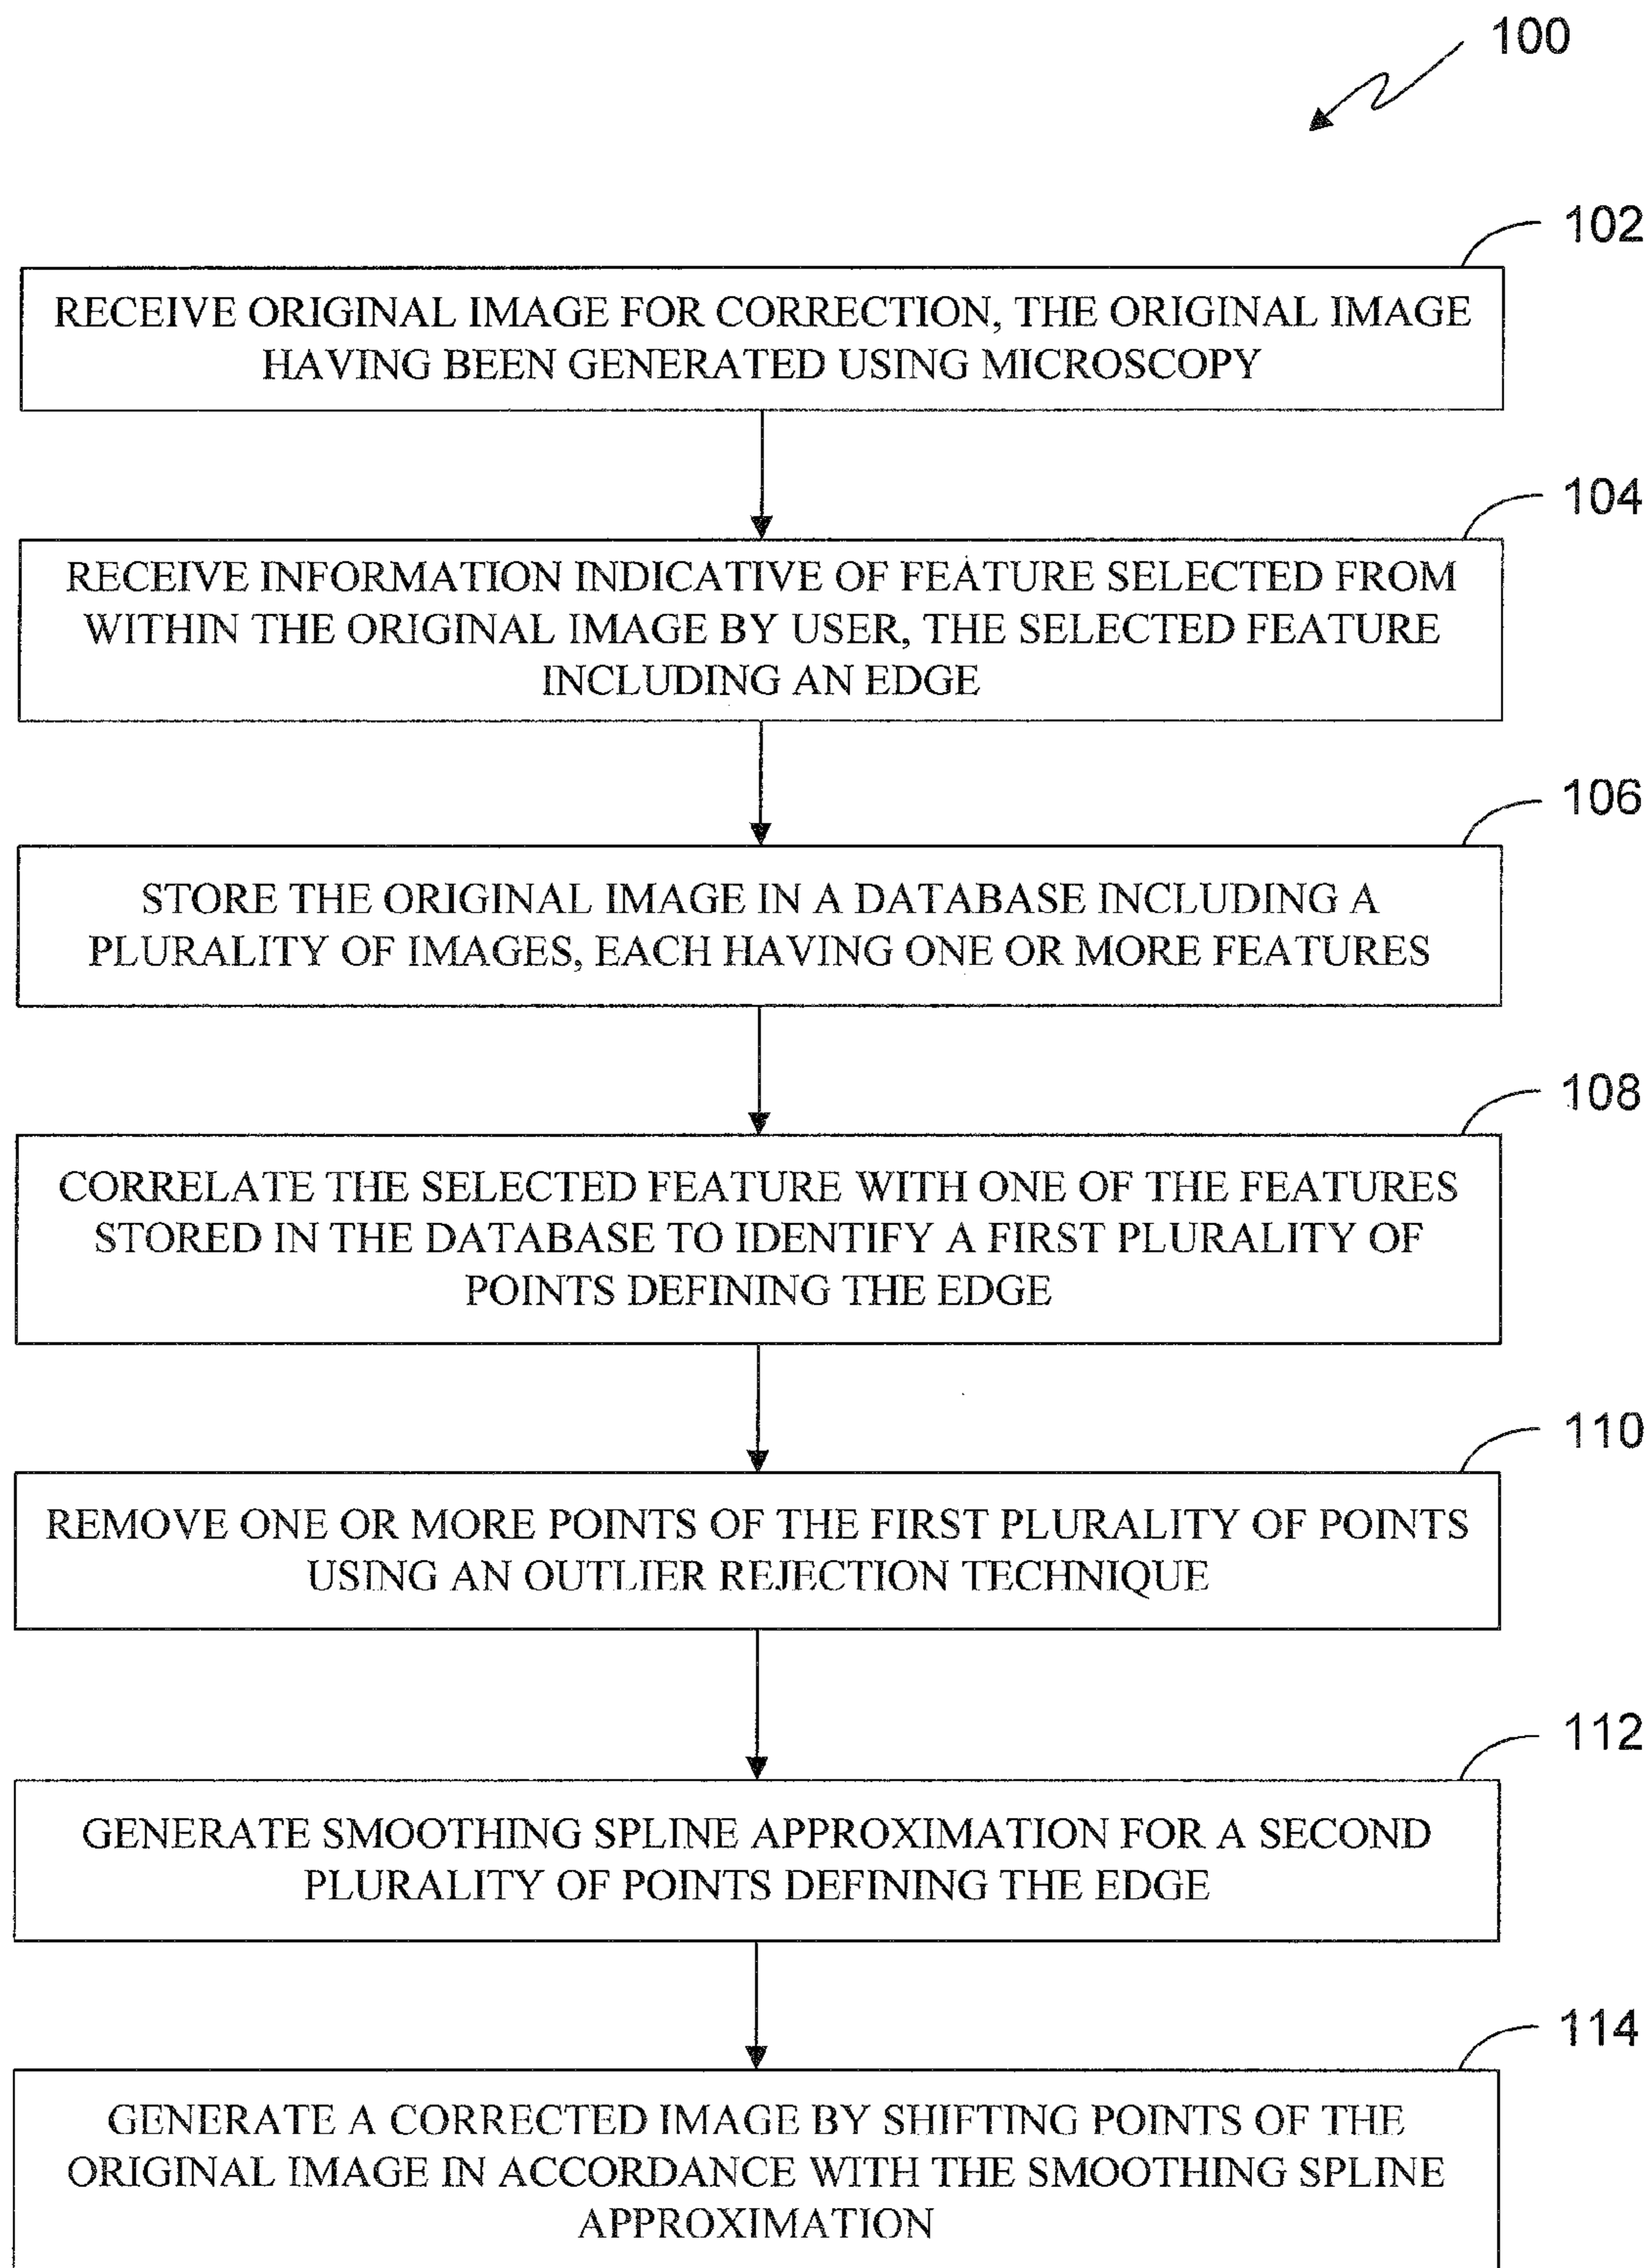 100
102
RECEIVE ORIGINAL IMAGE FOR CORRECTION, THE ORIGINAL IMAGE
HAVING BEEN GENERATED USING MICROSCOPY
104
RECEIVE INFORMATION INDICATIVE OF FEATURE SELECTED FROM
WITHIN THE ORIGINAL IMAGE BY USER, THE SELECTED FEATURE
INCLUDING AN EDGE
106
STORE THE ORIGINAL IMAGE IN A DATABASE INCLUDING A
PLURALITY OF IMAGES, EACH HAVING ONE OR MORE FEATURES
108
CORRELATE THE SELECTED FEATURE WITH ONE OF THE FEATURES
STORED IN THE DATABASE TO IDENTIFY A FIRST PLURALITY OF
POINTS DEFINING THE EDGE
110
REMOVE ONE OR MORE POINTS OF THE FIRST PLURALITY OF POINTS
USING AN OUTLIER REJECTION TECHNIQUE
112
GENERATE SMOOTHING SPLINE APPROXIMATION FOR A SECOND
PLURALITY OF POINTS DEFINING THE EDGE
114
GENERATE A CORRECTED IMAGE BY SHIFTING POINTS OF THE
ORIGINAL IMAGE IN ACCORDANCE WITH THE SMOOTHING SPLINE
APPROXIMATION